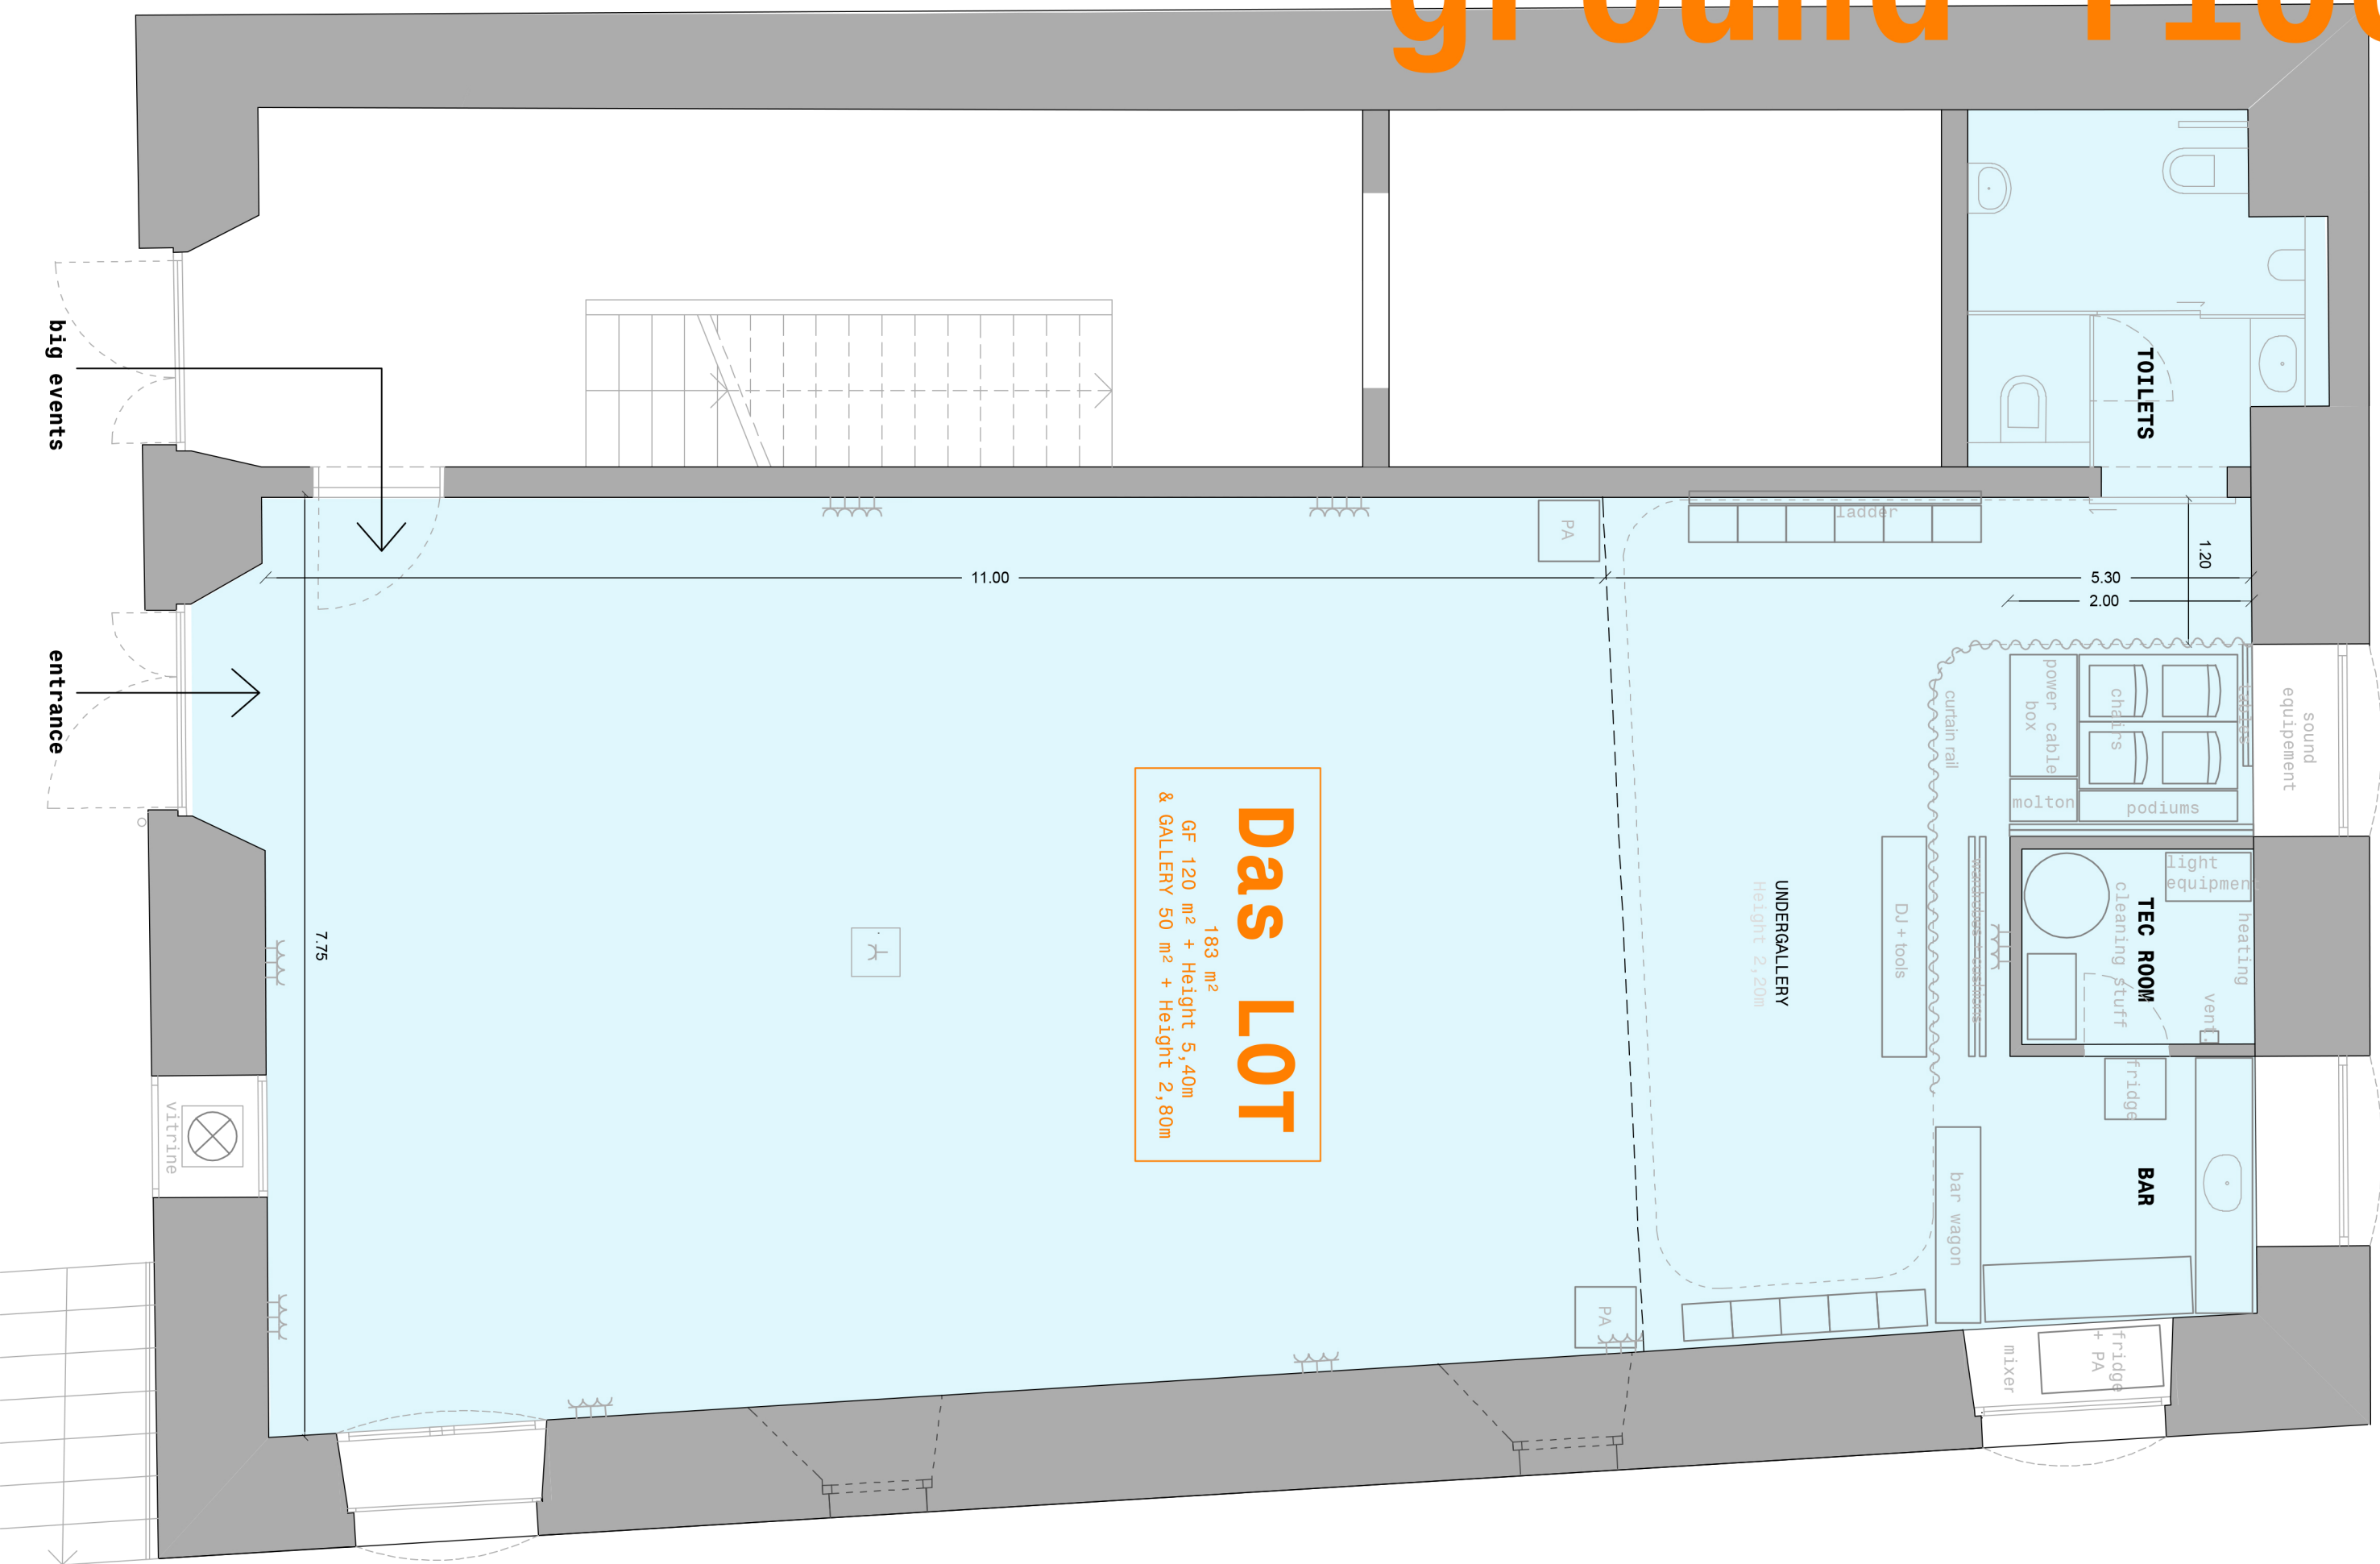 ground floo
big events
entrance
TOILETS
ladder
PA
11.00
5.30
2.00
1.20
7.75
power cable
box
chairs
tables
sound
equipement
curtain rail
molton
podiums
Das LOT
183 m²
GF 120 m² + Height 5,40m
& GALLERY 50 m² + Height 2,80m
UNDERGALLERY
Height 2,20m
DJ + tools
light
equipment
TEC ROOM
cleaning stuff
heating
vent.
fridge
BAR
bar wagon
vitrine
PA
mixer
fridge
+ PA